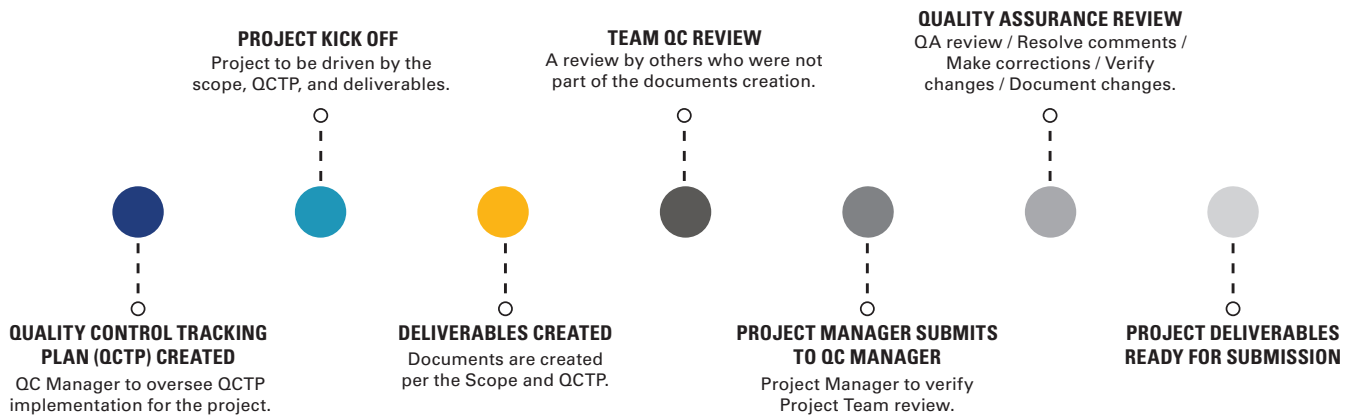 QUALITY CONTROL TRACKING
PLAN (QCTP) CREATED
QC Manager to oversee QCTP
implementation for the project.
PROJECT KICK OFF
Project to be driven by the
scope, QCTP, and deliverables.
DELIVERABLES CREATED
Documents are created
per the Scope and QCTP.
TEAM QC REVIEW
A review by others who were not
part of the documents creation.
PROJECT MANAGER SUBMITS
TO QC MANAGER
Project Manager to verify
Project Team review.
QUALITY ASSURANCE REVIEW
QA review / Resolve comments /
Make corrections / Verify
changes / Document changes.
PROJECT DELIVERABLES
READY FOR SUBMISSION